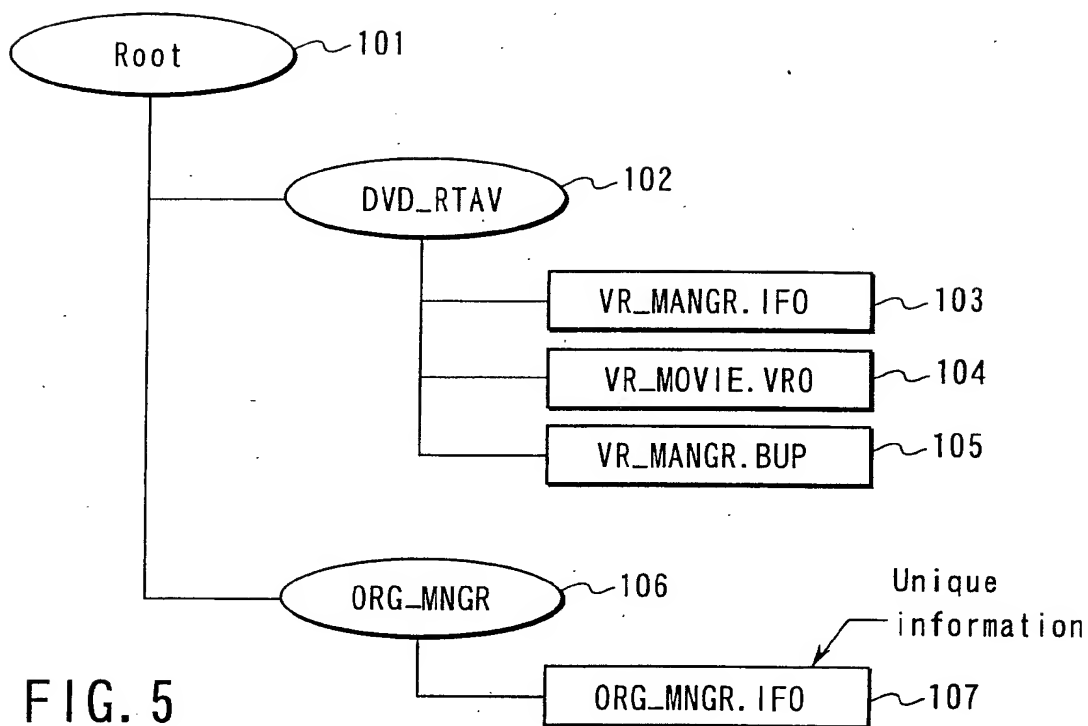 Root
101
DVD_RTAV
102
VR_MANGR.IFO
103
VR_MOVIE.VRO
104
VR_MANGR.BUP
105
ORG_MNGR
106
Unique
information
ORG_MNGR.IFO
107
FIG. 5